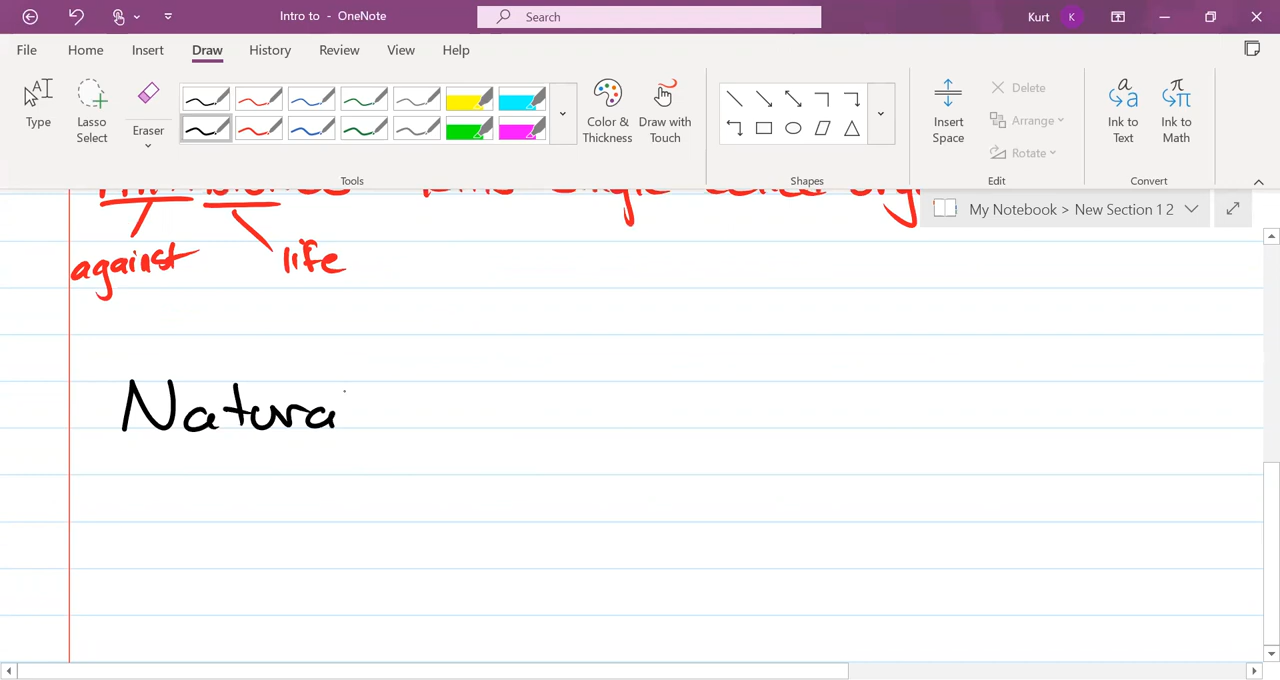 Intro to - OneNote
Search
Kurt
K
File
Home
Insert
Draw
History
Review
View
Help
Type
Lasso Select
Eraser
Color & Thickness
Draw with Touch
Insert Space
Delete
Arrange
Rotate
Ink to Text
Ink to Math
Tools
Shapes
Edit
Convert
My Notebook > New Section 1 2
single
against
life
Natura